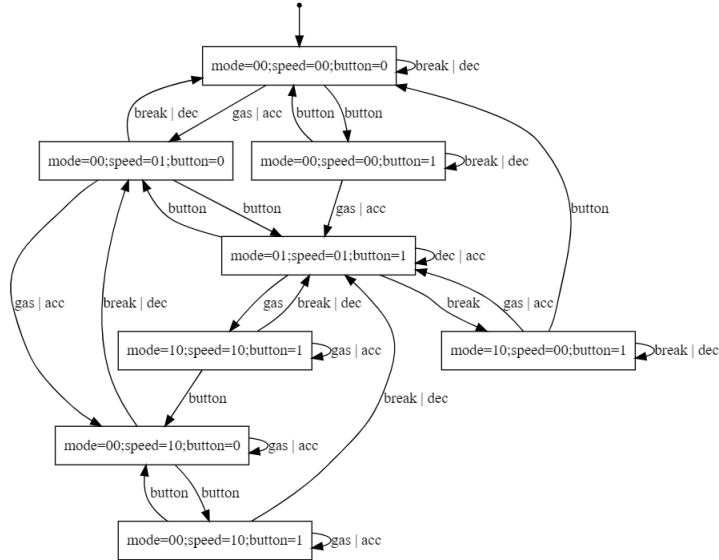 mode=00;speed=00;button=0
break | dec
break | dec
gas | acc
button
button
mode=00;speed=01;button=0
mode=00;speed=00;button=1
break | dec
button
button
gas | acc
button
mode=01;speed=01;button=1
dec | acc
gas | acc
break | dec
gas
break | dec
break
gas | acc
mode=10;speed=10;button=1
gas | acc
mode=10;speed=00;button=1
break | dec
button
break | dec
mode=00;speed=10;button=0
gas | acc
button
button
mode=00;speed=10;button=1
gas | acc